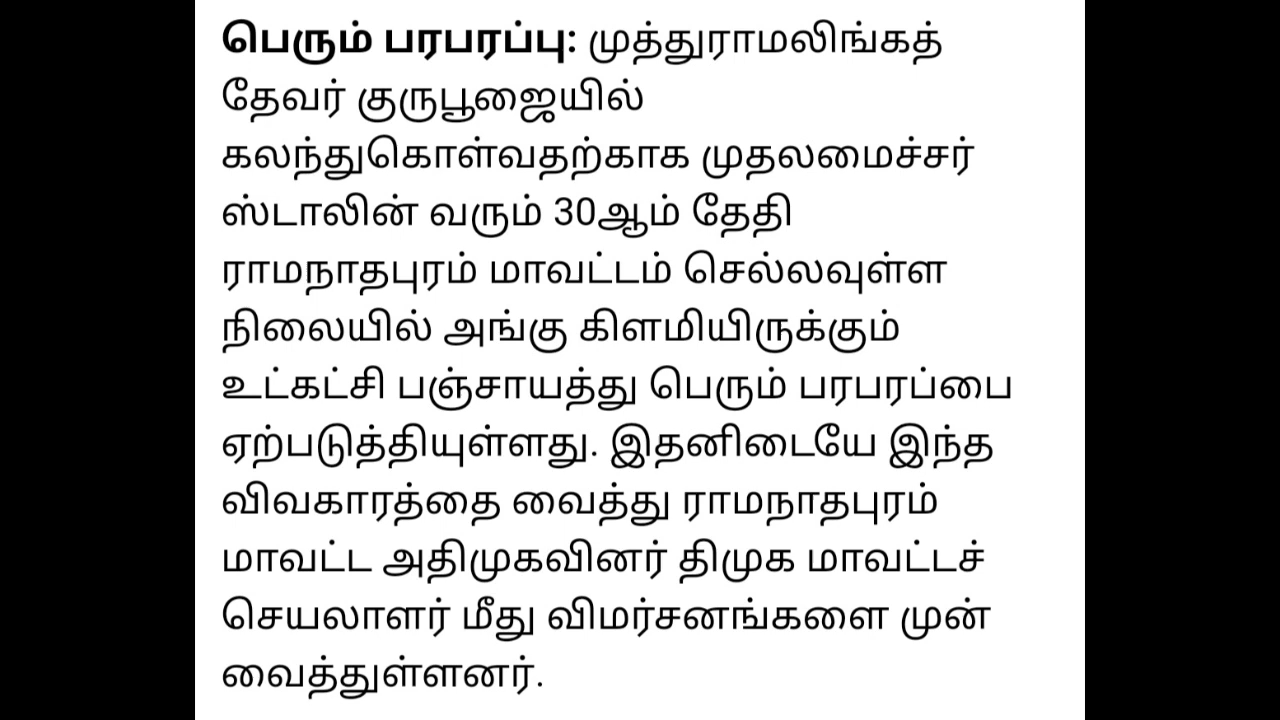 பெரும் பரபரப்பு: முத்துராமலிங்கத்
தேவர் குருபூஜையில்
கலந்துகொள்வதற்காக முதலமைச்சர்
ஸ்டாலின் வரும் 30ஆம் தேதி
ராமநாதபுரம் மாவட்டம் செல்லவுள்ள
நிலையில் அங்கு கிளமியிருக்கும்
உட்கட்சி பஞ்சாயத்து பெரும் பரபரப்பை
ஏற்படுத்தியுள்ளது. இதனிடையே இந்த
விவகாரத்தை வைத்து ராமநாதபுரம்
மாவட்ட அதிமுகவினர் திமுக மாவட்டச்
செயலாளர் மீது விமர்சனங்களை முன்
வைத்துள்ளனர்.